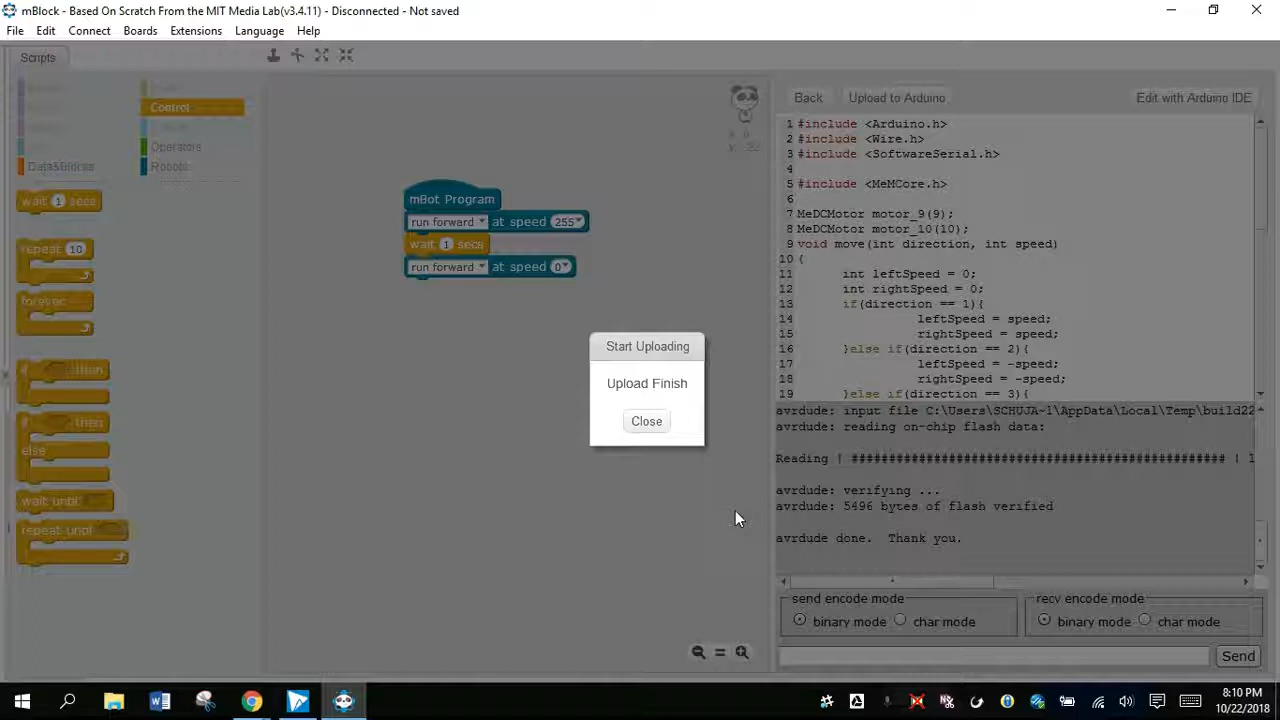 mBlock - Based On Scratch From the MIT Media Lab(v3.4.11) - Disconnected - Not saved
File Edit Connect Boards Extensions Language Help
Scripts
Control
Operators
Data&Blocks
Robots
wait 1 secs
repeat 10
forever
if then
if then
else
wait until
repeat until
mBot Program
run forward at speed 255
wait 1 secs
run forward at speed 0
Start Uploading
Upload Finish
Close
Back Upload to Arduino Edit with Arduino IDE
1 #include <Arduino.h>
2 #include <Wire.h>
3 #include <SoftwareSerial.h>
4
5 #include <MeMCore.h>
6
7 MeDCMotor motor_9(9);
8 MeDCMotor motor_10(10);
9 void move(int direction, int speed)
10 {
11 int leftSpeed = 0;
12 int rightSpeed = 0;
13 if(direction == 1){
14 leftSpeed = speed;
15 rightSpeed = speed;
16 }else if(direction == 2){
17 leftSpeed = -speed;
18 rightSpeed = -speed;
19 }else if(direction == 3){
avrdude: input file C:\Users\SCHUJA~1\AppData\Local\Temp\build22
avrdude: reading on-chip flash data:
Reading | ################################################ | 1
avrdude: verifying ...
avrdude: 5496 bytes of flash verified
avrdude done. Thank you.
send encode mode
binary mode char mode
recv encode mode
binary mode char mode
Send
8:10 PM
10/22/2018